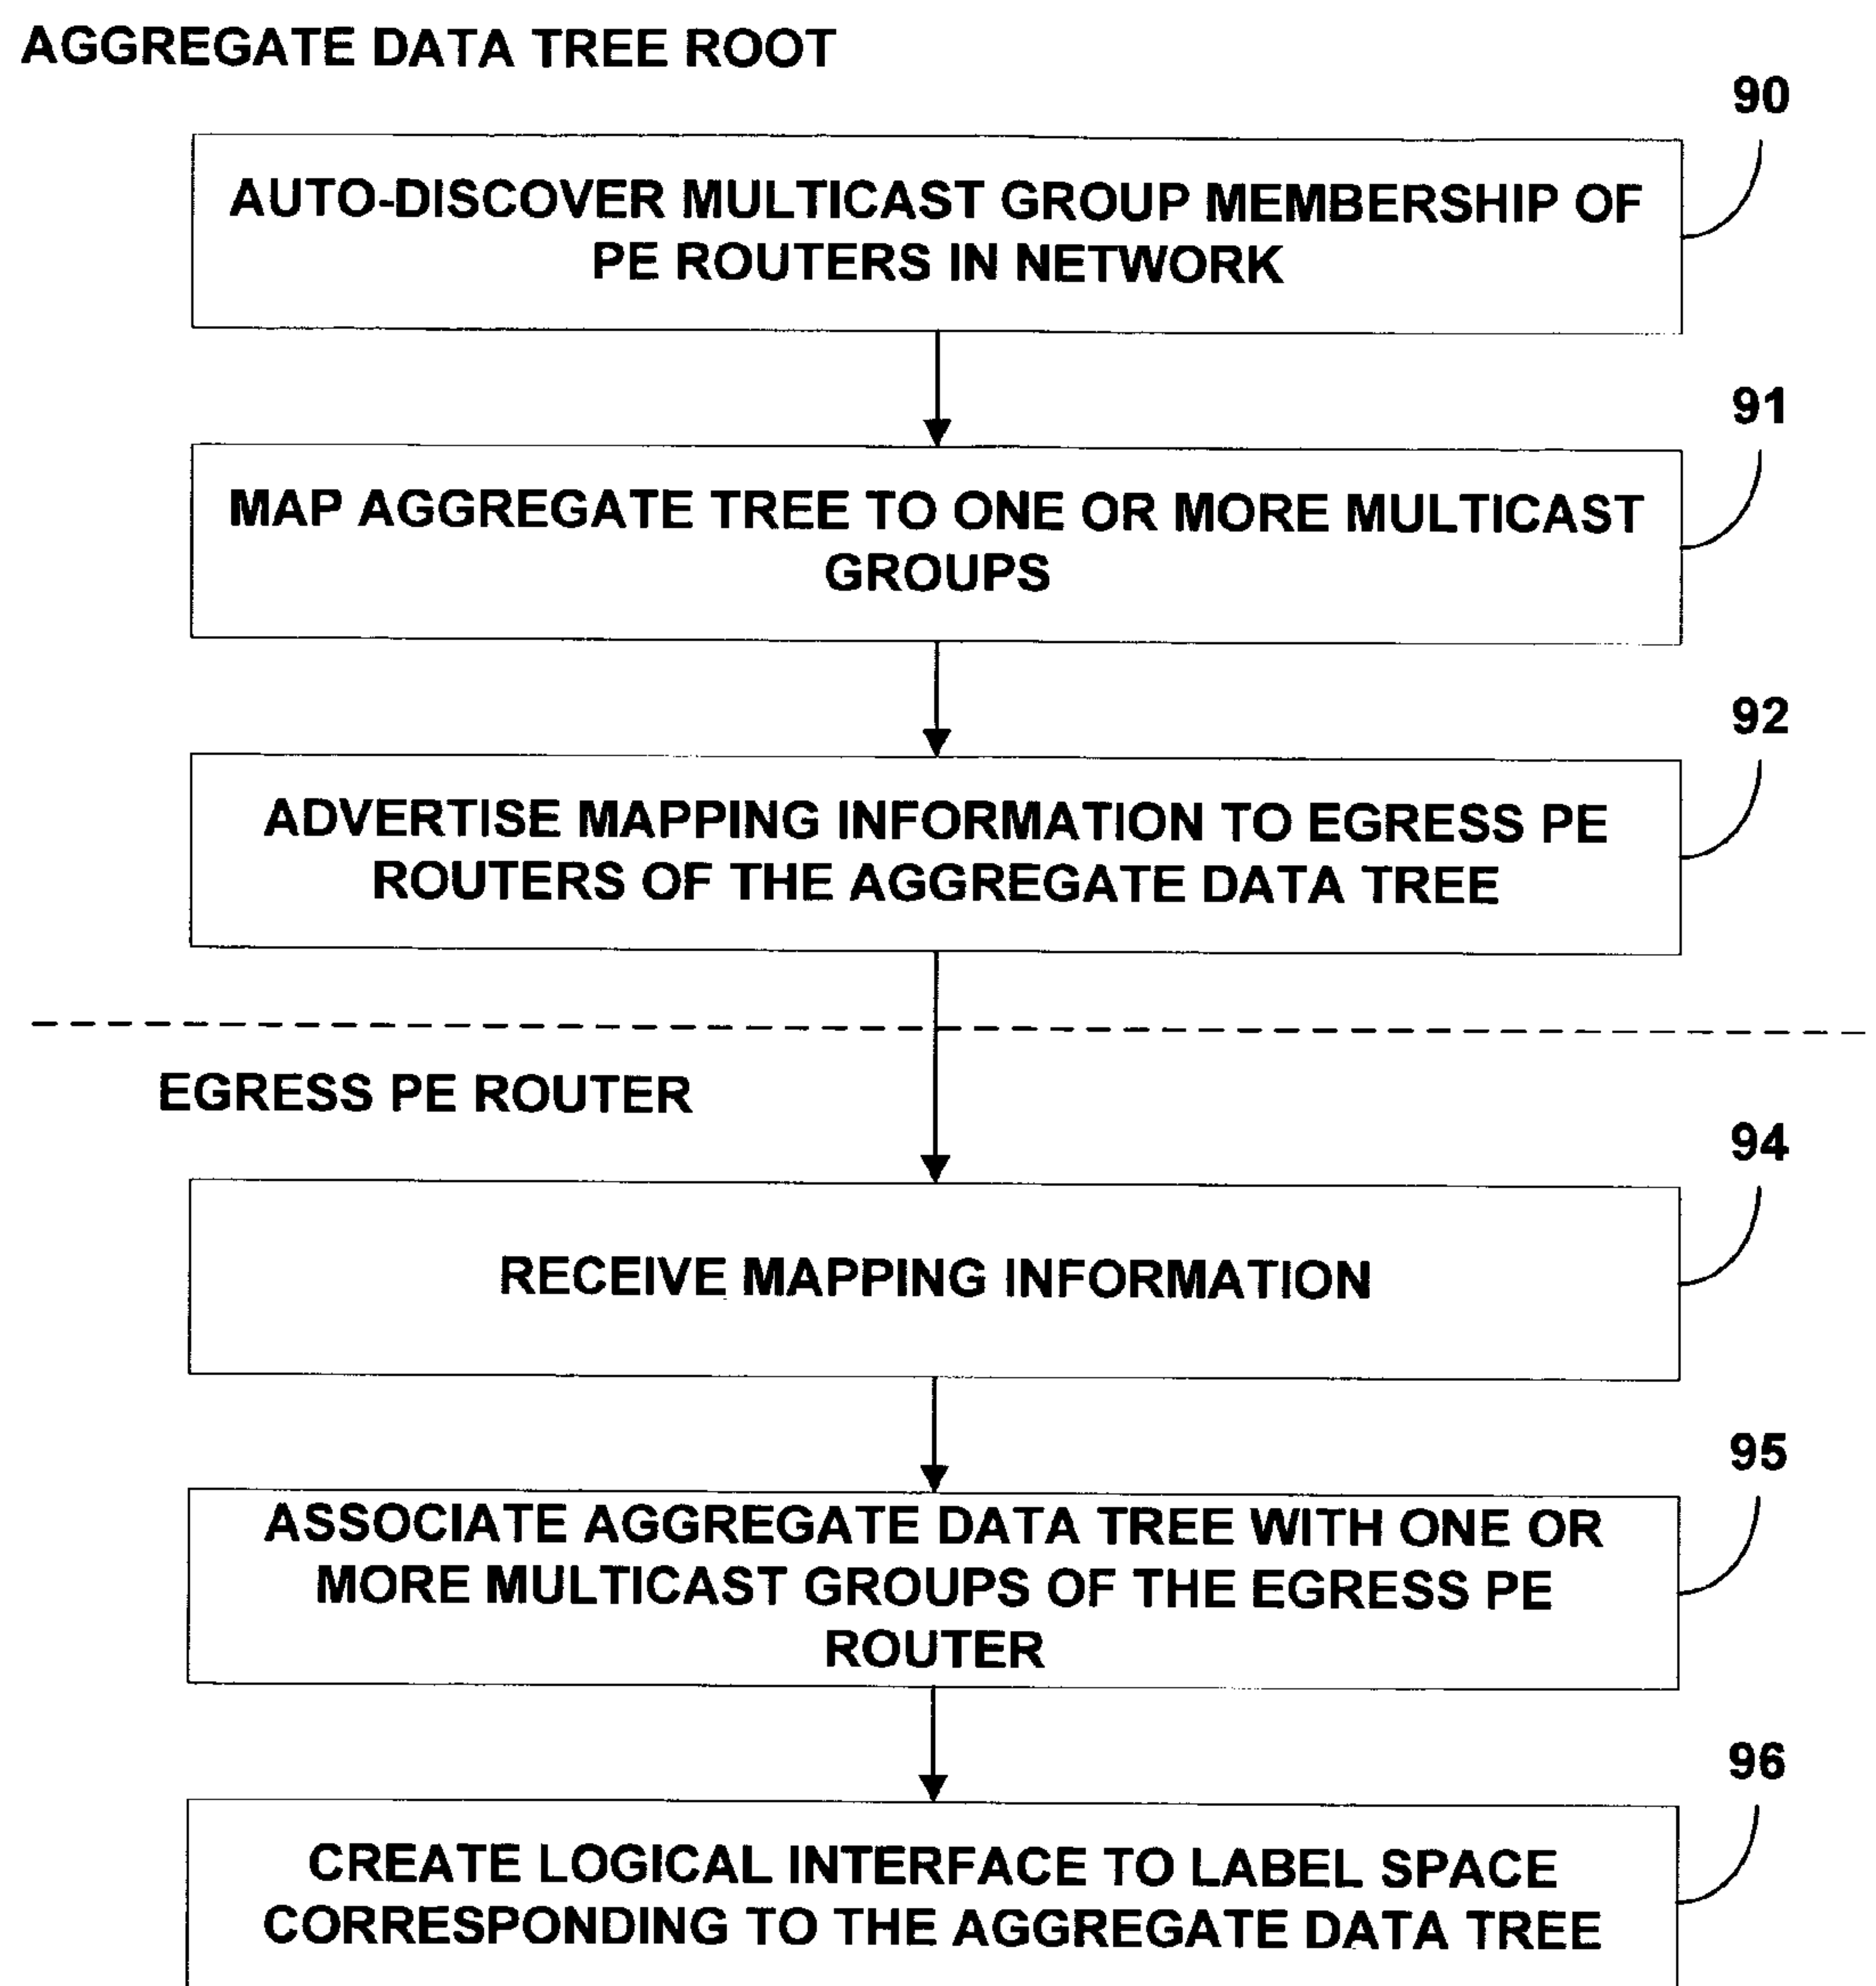 AGGREGATE DATA TREE ROOT
90
AUTO-DISCOVER MULTICAST GROUP MEMBERSHIP OF
PE ROUTERS IN NETWORK
91
MAP AGGREGATE TREE TO ONE OR MORE MULTICAST
GROUPS
92
ADVERTISE MAPPING INFORMATION TO EGRESS PE
ROUTERS OF THE AGGREGATE DATA TREE
EGRESS PE ROUTER
94
RECEIVE MAPPING INFORMATION
95
ASSOCIATE AGGREGATE DATA TREE WITH ONE OR
MORE MULTICAST GROUPS OF THE EGRESS PE
ROUTER
96
CREATE LOGICAL INTERFACE TO LABEL SPACE
CORRESPONDING TO THE AGGREGATE DATA TREE